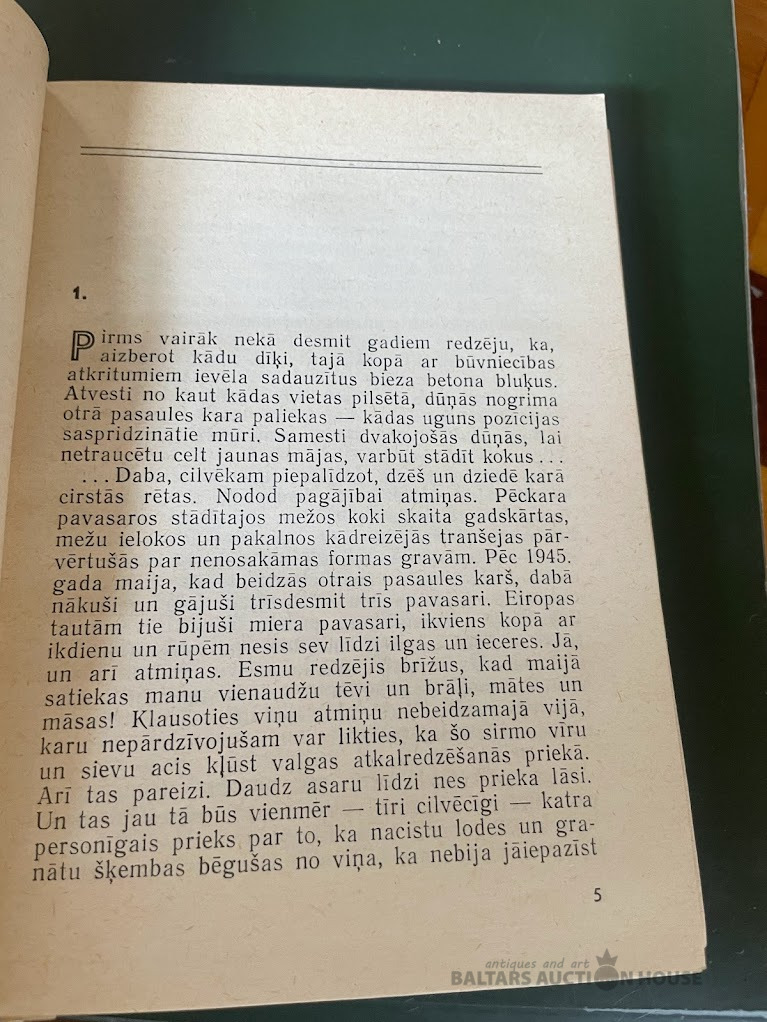 1.
Pirms vairāk nekā desmit gadiem redzēju, ka,
aizberot kādu dīķi, tajā kopā ar būvniecības
atkritumiem ievēla sadauzītus bieza betona bluķus.
Atvesti no kaut kādas vietas pilsētā, dūņās nogrima
otrā pasaules kara paliekas — kādas uguns pozīcijas
saspridzinātie mūri. Samesti dvakojošās dūņās, lai
netraucētu celt jaunas mājas, varbūt stādīt kokus ...
... Daba, cilvēkam piepalīdzot, dzēš un dziedē karā
cirstās rētas. Nodod pagājībai atmiņas. Pēckara
pavasaros stādītajos mežos koki skaita gadskārtas,
mežu ielokos un pakalnos kādreizējās tranšejas pār-
vērtušās par nenosakāmas formas gravām. Pēc 1945.
gada maija, kad beidzās otrais pasaules karš, dabā
nākuši un gājuši trīsdesmit trīs pavasari. Eiropas
tautām tie bijuši miera pavasari, ikviens kopā ar
ikdienu un rūpēm nesis sev līdzi ilgas un ieceres. Jā,
un arī atmiņas. Esmu redzējis brīžus, kad maijā
satiekas manu vienaudžu tēvi un brāļi, mātes un
māsas! Klausoties viņu atmiņu nebeidzamajā vijā,
karu nepārdzīvojušam var likties, ka šo sirmo vīru
un sievu acis kļūst valgas atkalredzēšanās priekā.
Arī tas pareizi. Daudz asaru līdzi nes prieka lāsi.
Un tas jau tā būs vienmēr — tīri cilvēcīgi — katra
personīgais prieks par to, ka nacistu lodes un gra-
nātu šķembas bēgušas no viņa, ka nebija jāiepazīst
5
antiques and art
BALTARS AUCTION HOUSE